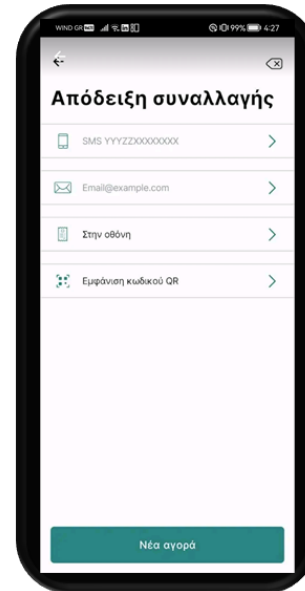 WIND GR 99% 4:27
Απόδειξη συναλλαγής
SMS YYYZZXXXXXXXX
Email@example.com
Στην οθόνη
Εμφάνιση κωδικού QR
Νέα αγορά